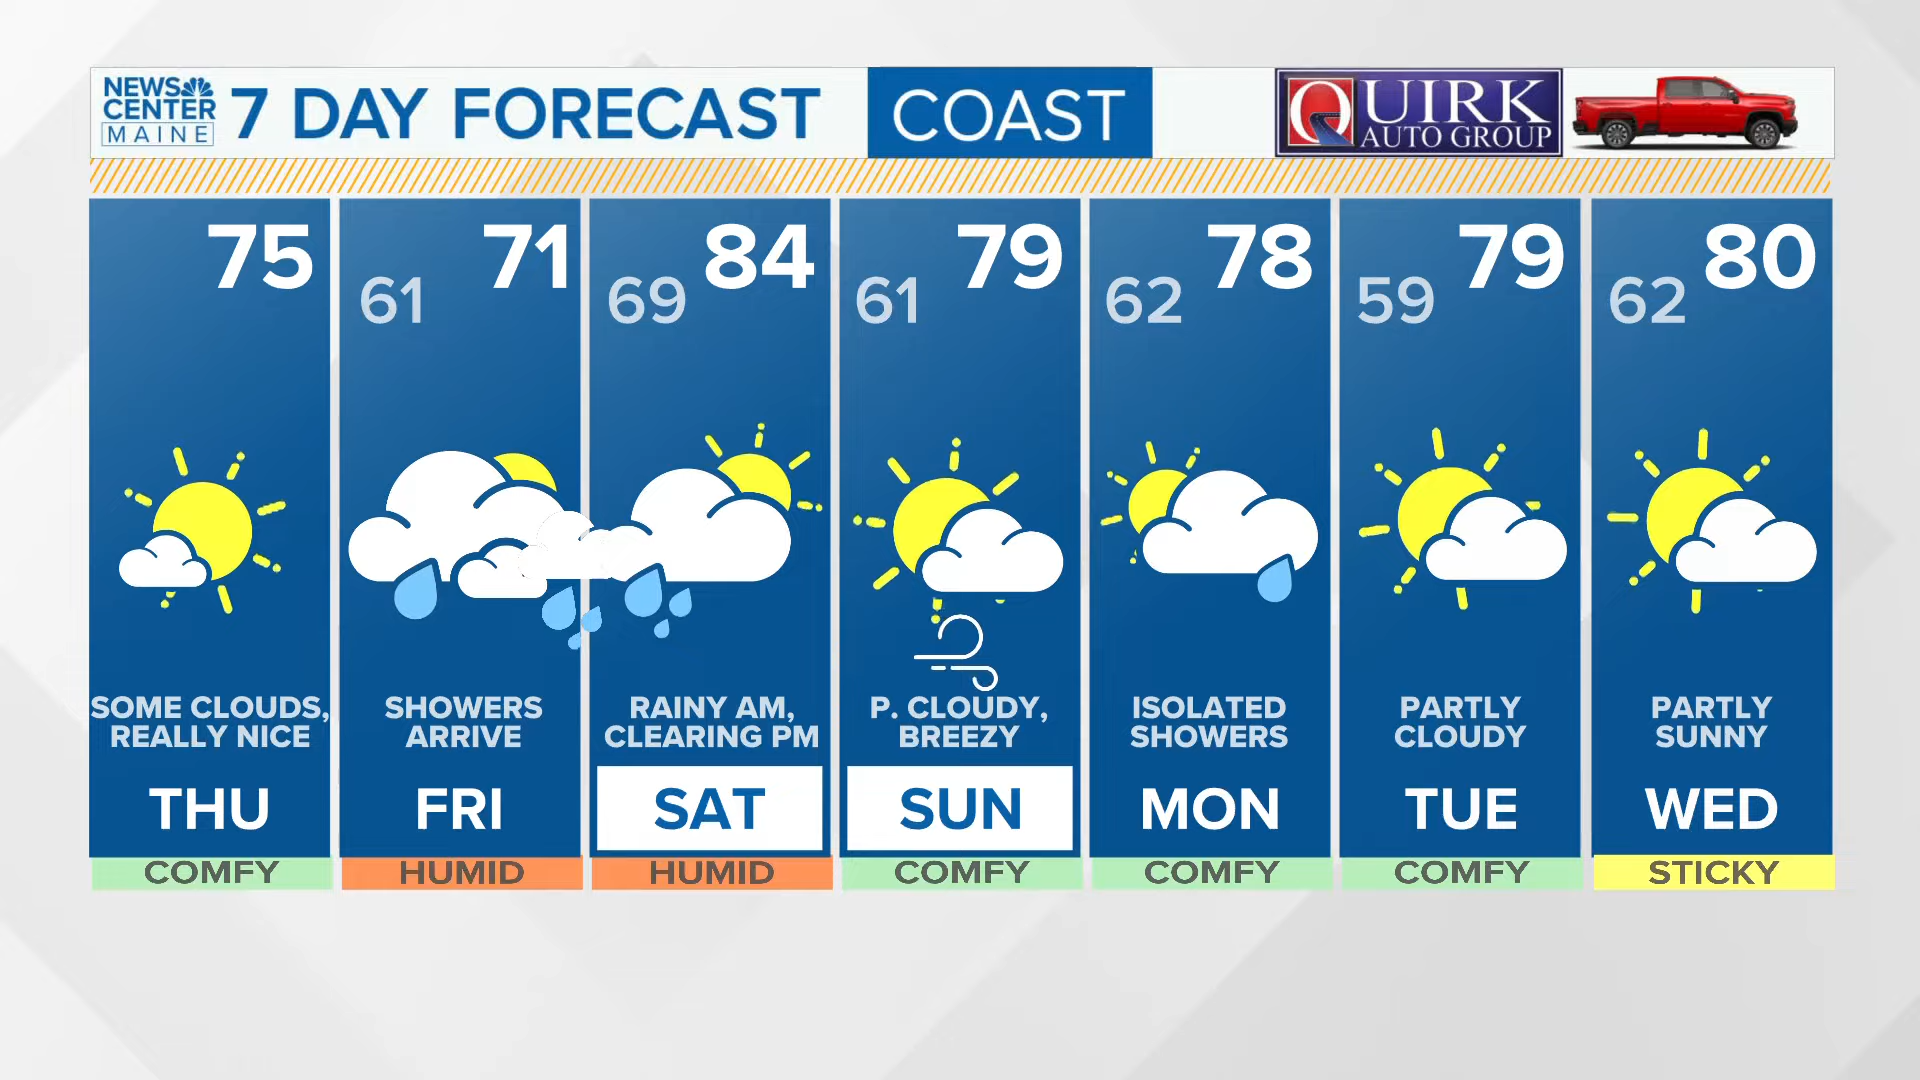 NEWS
CENTER
MAINE
7 DAY FORECAST
COAST
QUIRK
AUTO GROUP
75
61 71
69 84
61 79
62 78
59 79
62 80
SOME CLOUDS,
REALLY NICE
THU
COMFY
SHOWERS
ARRIVE
FRI
HUMID
RAINY AM,
CLEARING PM
SAT
HUMID
P. CLOUDY,
BREEZY
SUN
COMFY
ISOLATED
SHOWERS
MON
COMFY
PARTLY
CLOUDY
TUE
COMFY
PARTLY
SUNNY
WED
STICKY